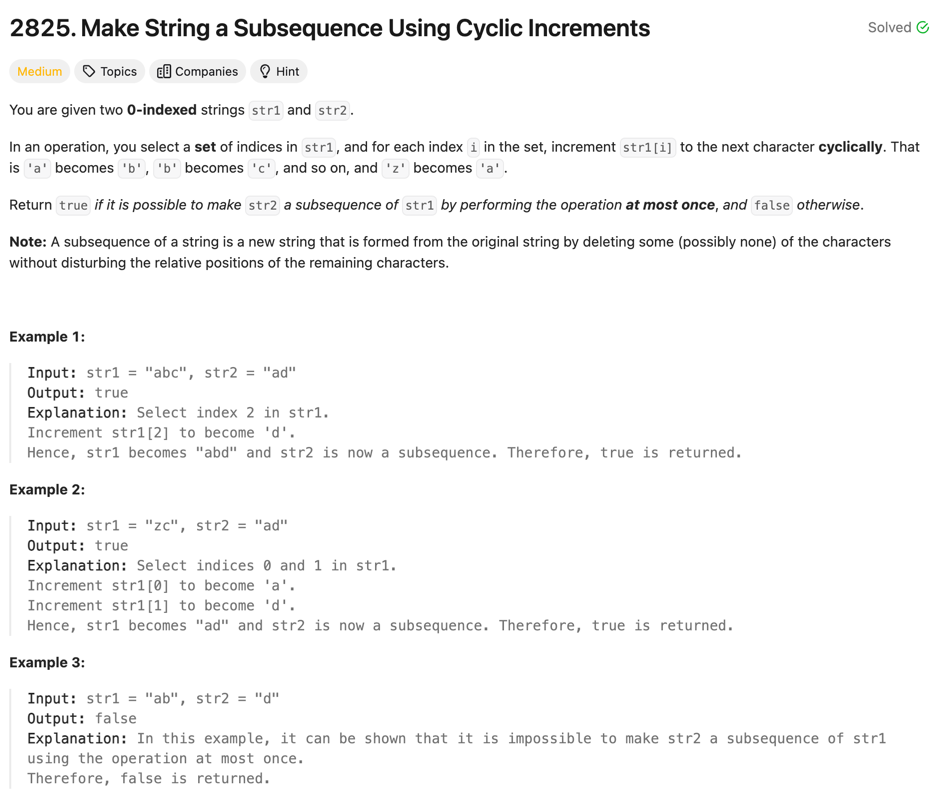 2825. Make String a Subsequence Using Cyclic Increments
Solved
Medium Topics Companies Hint
You are given two 0-indexed strings str1 and str2.
In an operation, you select a set of indices in str1, and for each index i in the set, increment str1[i] to the next character cyclically. That
is 'a' becomes 'b', 'b' becomes 'c', and so on, and 'z' becomes 'a'.
Return true if it is possible to make str2 a subsequence of str1 by performing the operation at most once, and false otherwise.
Note: A subsequence of a string is a new string that is formed from the original string by deleting some (possibly none) of the characters
without disturbing the relative positions of the remaining characters.
Example 1:
Input: str1 = "abc", str2 = "ad"
Output: true
Explanation: Select index 2 in str1.
Increment str1[2] to become 'd'.
Hence, str1 becomes "abd" and str2 is now a subsequence. Therefore, true is returned.
Example 2:
Input: str1 = "zc", str2 = "ad"
Output: true
Explanation: Select indices 0 and 1 in str1.
Increment str1[0] to become 'a'.
Increment str1[1] to become 'd'.
Hence, str1 becomes "ad" and str2 is now a subsequence. Therefore, true is returned.
Example 3:
Input: str1 = "ab", str2 = "d"
Output: false
Explanation: In this example, it can be shown that it is impossible to make str2 a subsequence of str1
using the operation at most once.
Therefore, false is returned.